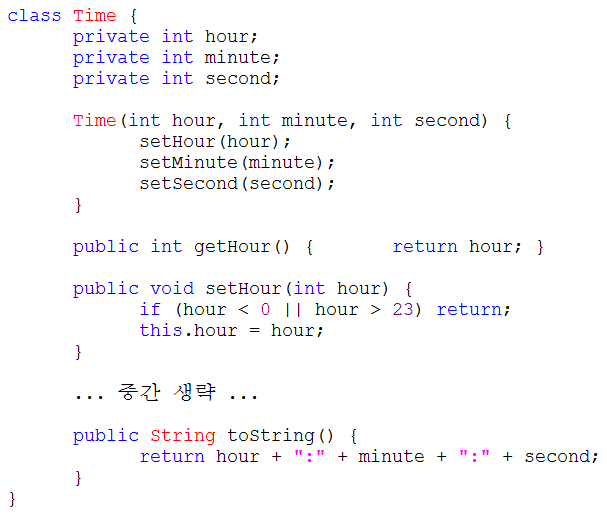 class Time {
private int hour;
private int minute;
private int second;
Time(int hour, int minute, int second) {
setHour(hour);
setMinute(minute);
setSecond(second);
}
public int getHour() { return hour; }
public void setHour(int hour) {
if (hour < 0 || hour > 23) return;
this.hour = hour;
}
... 중간 생략 ...
public String toString() {
return hour + ":" + minute + ":" + second;
}
}